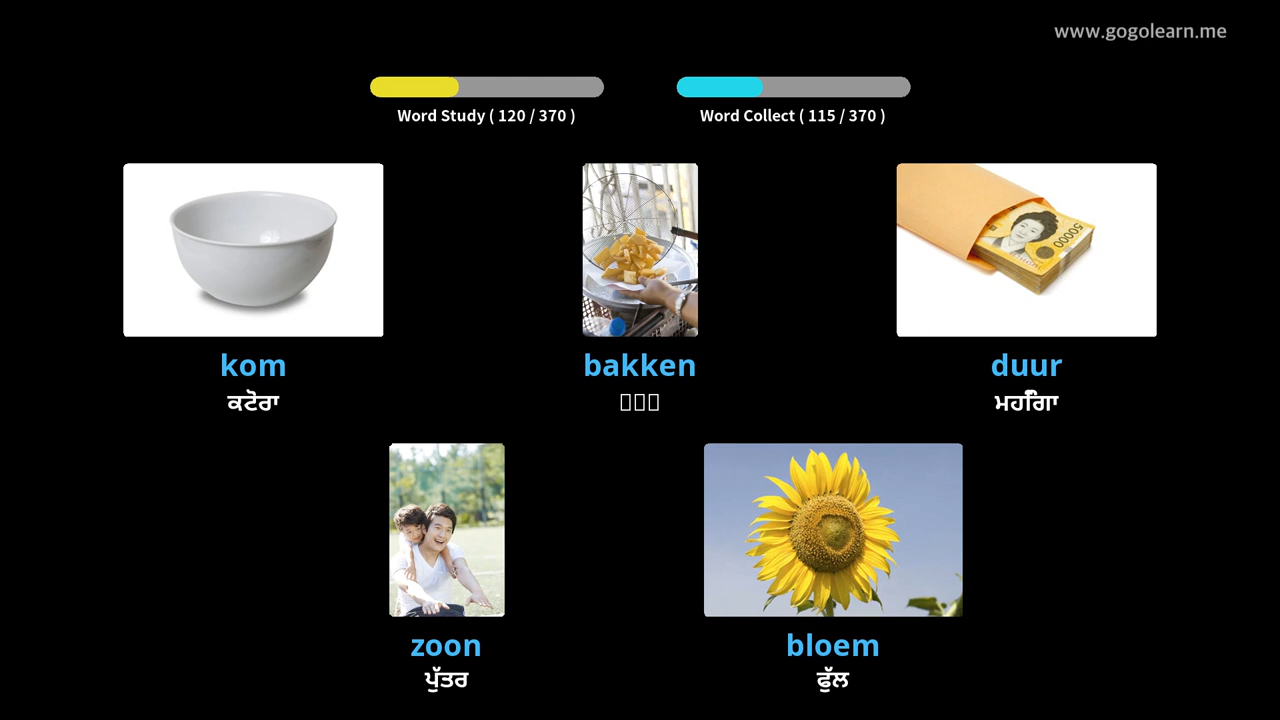 www.gogolearn.me
Word Study ( 120 / 370 )
Word Collect ( 115 / 370 )
50000
kom
bakken
duur
ਕਟੋਰਾ
ਮਹਿੰਗਾ
zoon
bloem
ਪੁੱਤਰ
ਫੁੱਲ